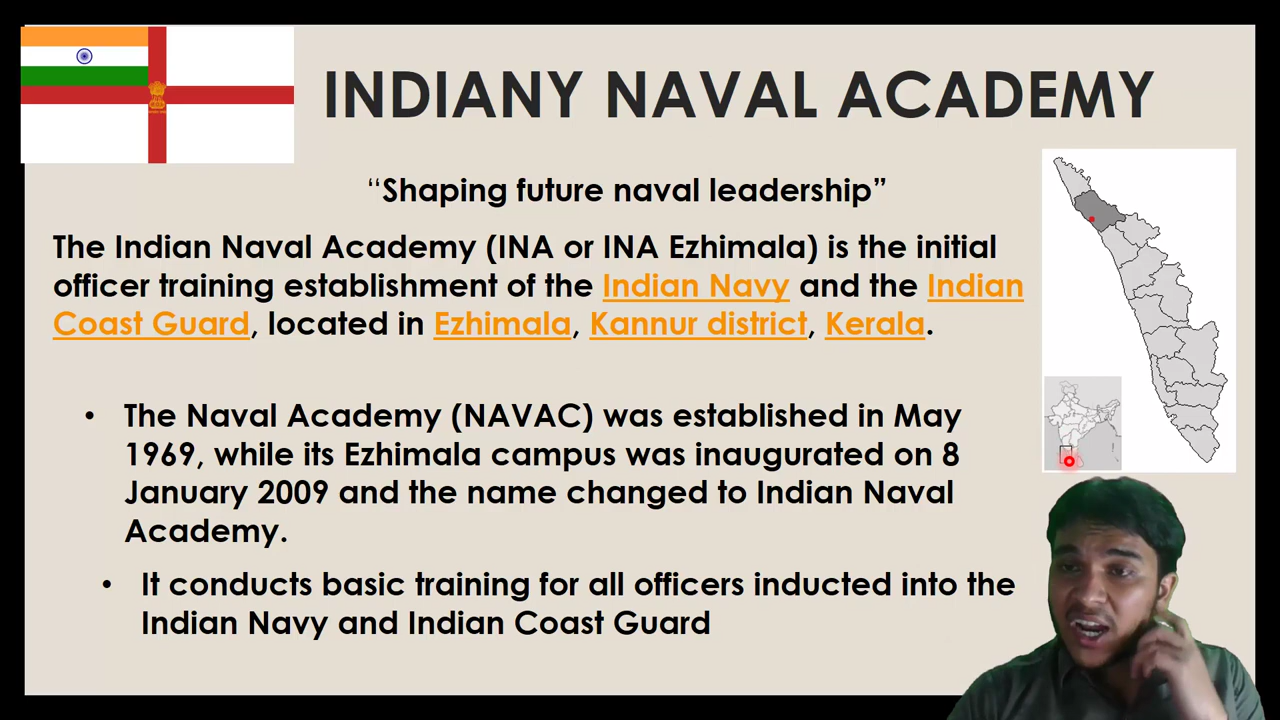 INDIANY NAVAL ACADEMY
“Shaping future naval leadership”
The Indian Naval Academy (INA or INA Ezhimala) is the initial
officer training establishment of the Indian Navy and the Indian
Coast Guard, located in Ezhimala, Kannur district, Kerala.
• The Naval Academy (NAVAC) was established in May
1969, while its Ezhimala campus was inaugurated on 8
January 2009 and the name changed to Indian Naval
Academy.
• It conducts basic training for all officers inducted into the
Indian Navy and Indian Coast Guard